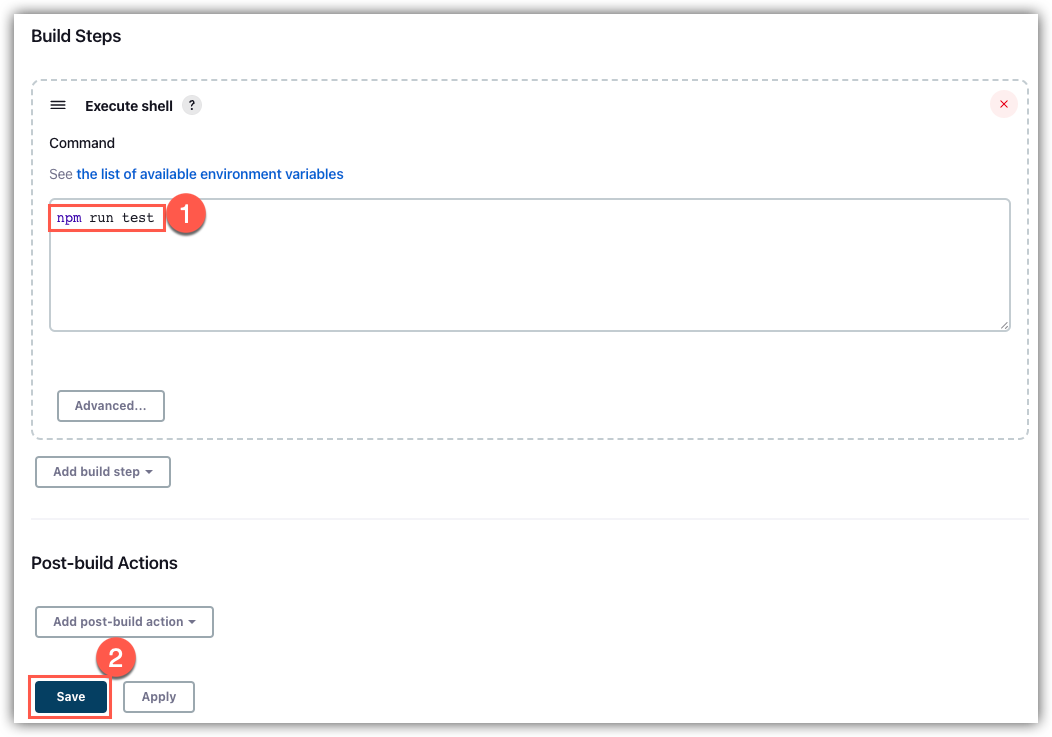 Build Steps
Execute shell ?
Command
See the list of available environment variables
npm run test
1
Advanced...
Add build step
Post-build Actions
Add post-build action
2
Save
Apply